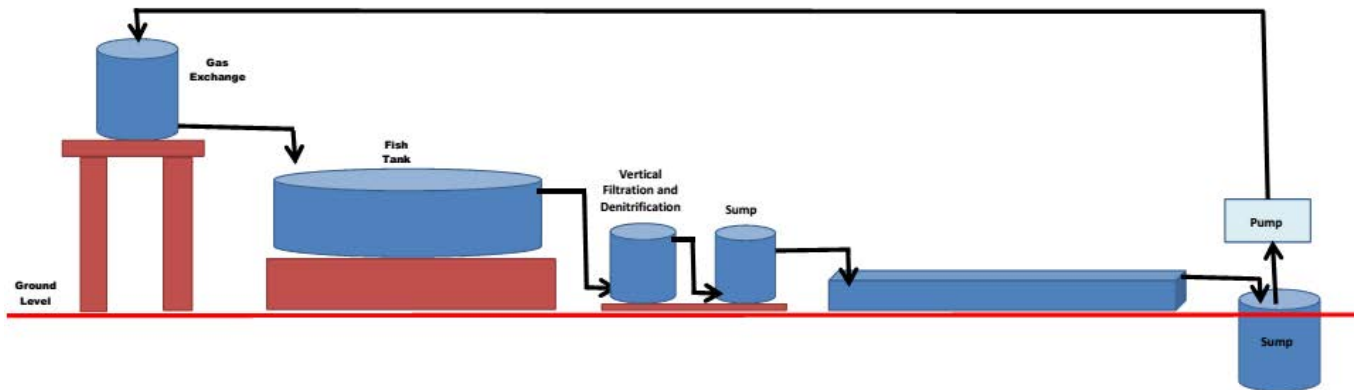 Gas
Exchange
Fish
Tank
Vertical
Filtration and
Denitrification
Sump
Pump
Ground
Level
Sump